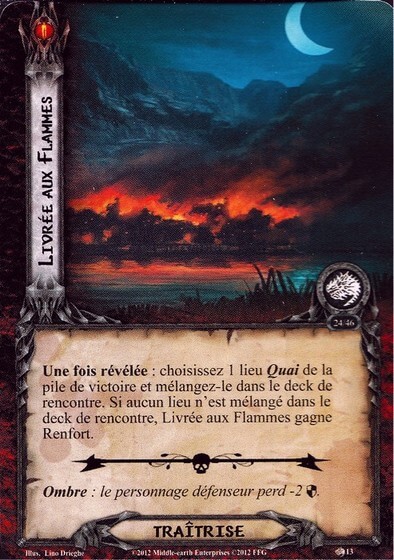 LIVRÉE AUX FLAMMES
24/46
Une fois révélée : choisissez 1 lieu Quai de la
pile de victoire et mélangez-le dans le deck de
rencontre. Si aucun lieu n'est mélangé dans le
deck de rencontre, Livrée aux Flammes gagne
Renfort.
Ombre : le personnage défenseur perd -2 .
TRAÎTRISE
Illus. Lino Drieghe
©2012 Middle-earth Enterprises ©2012 FFG
13